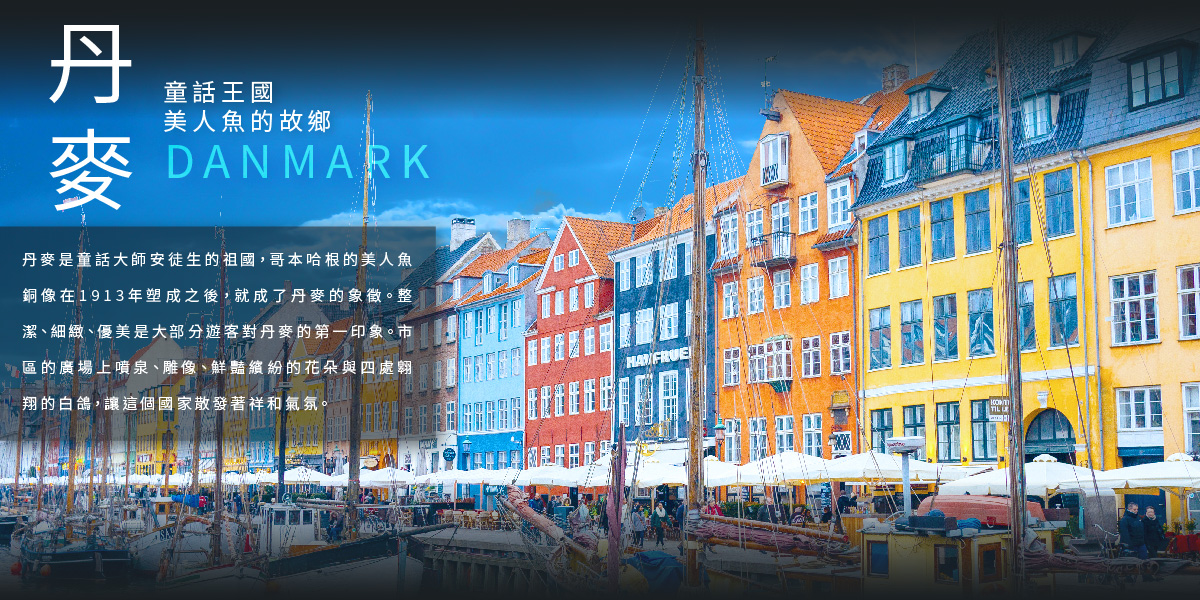 丹麥
童話王國
美人魚的故鄉
DANMARK
丹麥是童話大師安徒生的祖國，哥本哈根的美人魚
銅像在1913年塑成之後，就成了丹麥的象徵。整
潔、細緻、優美是大部分遊客對丹麥的第一印象。市
區的廣場上噴泉、雕像、鮮豔繽紛的花朵與四處翱
翔的白鴿，讓這個國家散發著祥和氣氛。